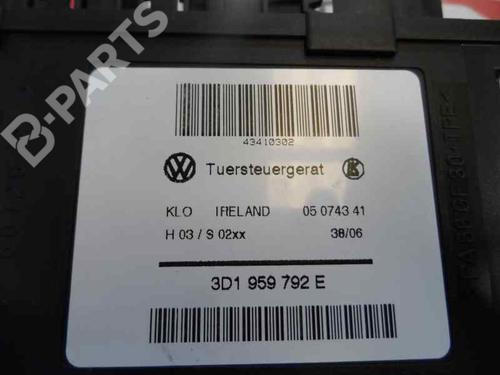 B-PARTS
43410302
Tuersteuergerat
KLO IRELAND 05 0743 41
H 03 / S 02xx 38/06
3D1 959 792 E